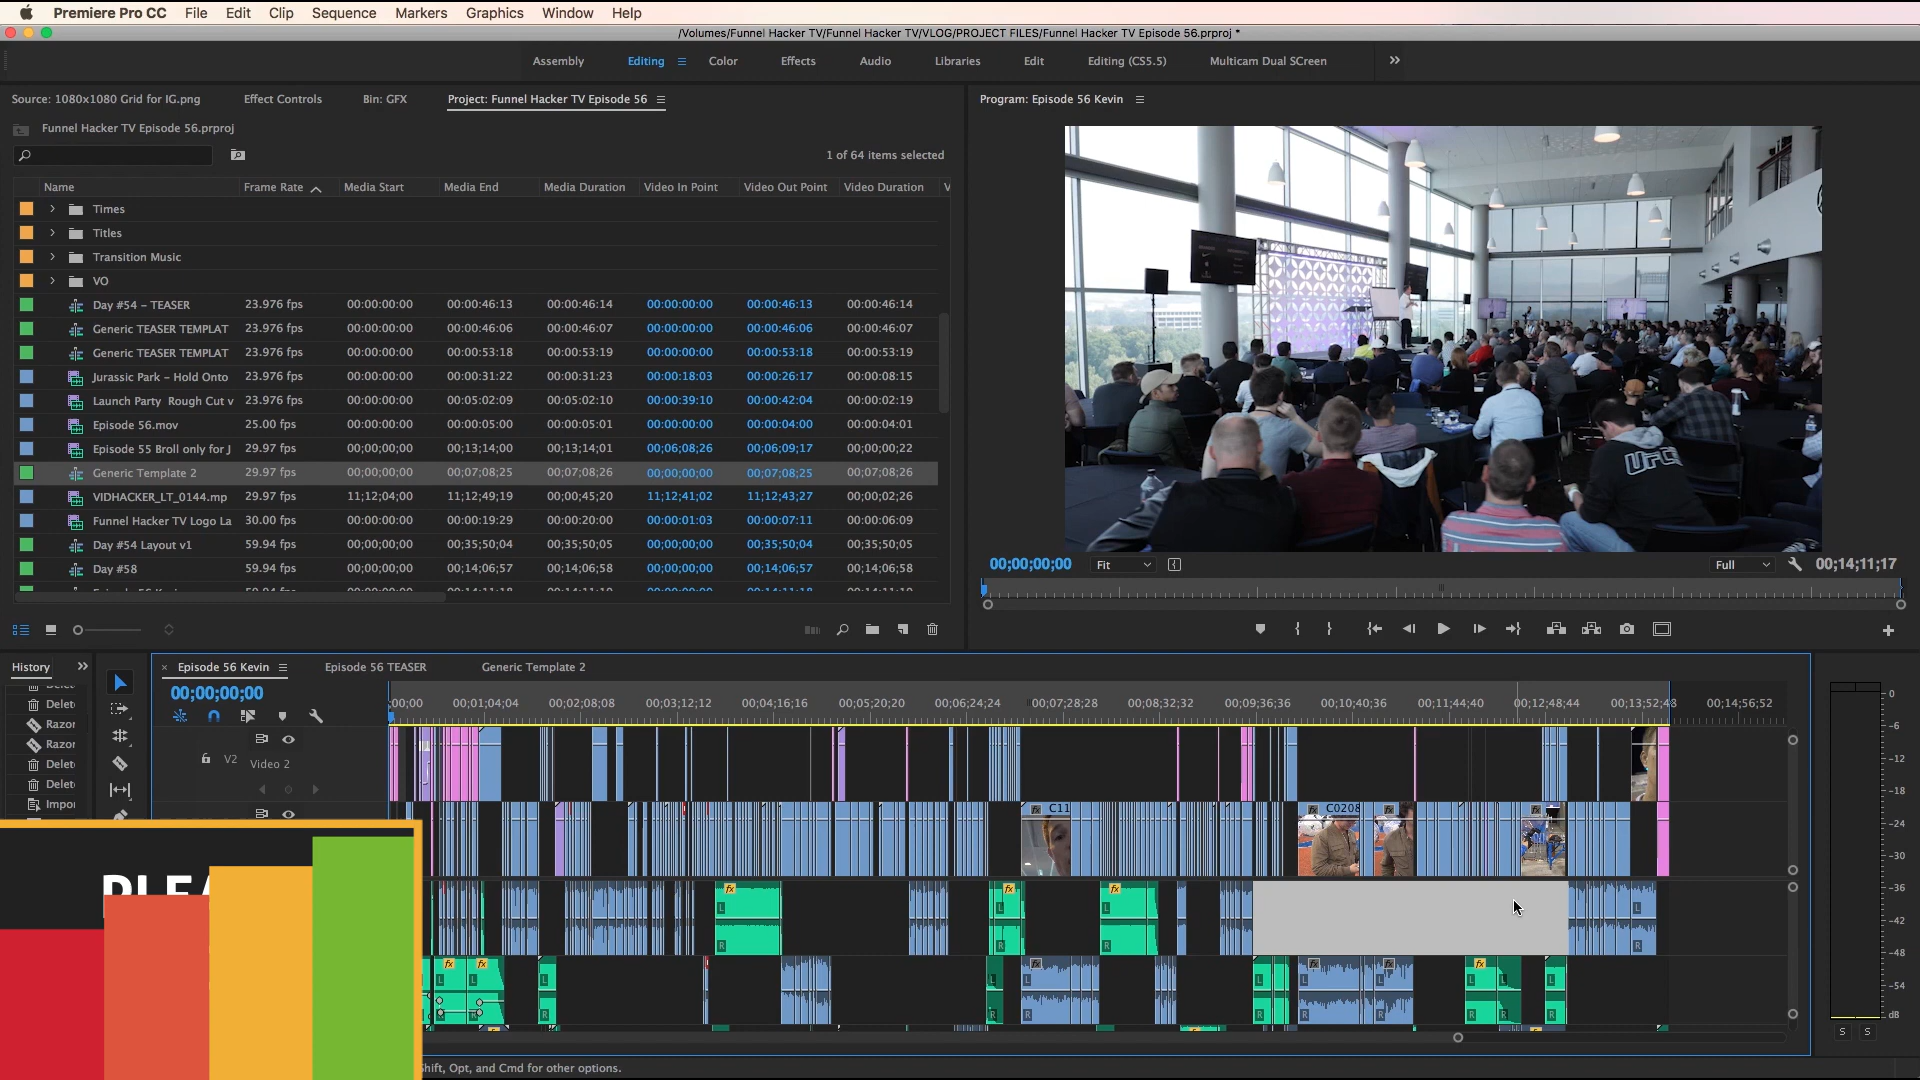 Premiere Pro CC File Edit Clip Sequence Markers Graphics Window Help
/Volumes/Funnel Hacker TV/Funnel Hacker TV/VLOG/PROJECT FILES/Funnel Hacker TV Episode 56.prproj *
Assembly Editing Color Effects Audio Libraries Edit Editing (CS5.5) Multicam Dual SCreen
Source: 1080x1080 Grid for IG.png Effect Controls Bin: GFX Project: Funnel Hacker TV Episode 56
Funnel Hacker TV Episode 56.prproj
1 of 64 items selected
Name Frame Rate Media Start Media End Media Duration Video In Point Video Out Point Video Duration V
Times
Titles
Transition Music
VO
Day #54 – TEASER 23.976 fps 00:00:00:00 00:00:46:13 00:00:46:14 00:00:00:00 00:00:46:13 00:00:46:14
Generic TEASER TEMPLAT 23.976 fps 00:00:00:00 00:00:46:06 00:00:46:07 00:00:00:00 00:00:46:06 00:00:46:07
Generic TEASER TEMPLAT 23.976 fps 00:00:00:00 00:00:53:18 00:00:53:19 00:00:00:00 00:00:53:18 00:00:53:19
Jurassic Park – Hold Onto 23.976 fps 00:00:00:00 00:00:31:22 00:00:31:23 00:00:18:03 00:00:26:17 00:00:08:15
Launch Party Rough Cut v 23.976 fps 00:00:00:00 00:05:02:09 00:05:02:10 00:00:39:10 00:00:42:04 00:00:02:19
Episode 56.mov 25.00 fps 00:00:00:00 00:00:05:00 00:00:05:01 00:00:00:00 00:00:04:00 00:00:04:01
Episode 55 Broll only for J 29.97 fps 00;00;00;00 00;13;14;00 00;13;14;01 00;06;08;26 00;06;09;17 00;00;00;22
Generic Template 2 29.97 fps 00;00;00;00 00;07;08;25 00;07;08;26 00;00;00;00 00;07;08;25 00;07;08;26
VIDHACKER_LT_0144.mp 29.97 fps 11;12;04;00 11;12;49;19 00;00;45;20 11;12;41;02 11;12;43;27 00;00;02;26
Funnel Hacker TV Logo La 30.00 fps 00:00:00:00 00:00:19:29 00:00:20:00 00:00:01:03 00:00:07:11 00:00:06:09
Day #54 Layout v1 59.94 fps 00;00;00;00 00;35;50;04 00;35;50;05 00;00;00;00 00;35;50;04 00;35;50;05
Day #58 59.94 fps 00;00;00;00 00;14;06;57 00;14;06;58 00;00;00;00 00;14;06;57 00;14;06;58
Program: Episode 56 Kevin
UFC
00;00;00;00 Fit Full 00;14;11;17
History
Delet
Razor
Razor
Delet
Delet
Impor
Episode 56 Kevin Episode 56 TEASER Generic Template 2
00;00;00;00
;00;00 00;01;04;04 00;02;08;08 00;03;12;12 00;04;16;16 00;05;20;20 00;06;24;24 00;07;28;28 00;08;32;32 00;09;36;36 00;10;40;36 00;11;44;40 00;12;48;44 00;13;52;48 00;14;56;52
V2 Video 2
fx C11 fx C0208 fx fx
fx fx fx
L L L L
R R R R
fx fx fx fx fx fx
0
-6
-12
-18
-24
-30
-36
-42
-48
-54
dB
S S
hift, Opt, and Cmd for other options.